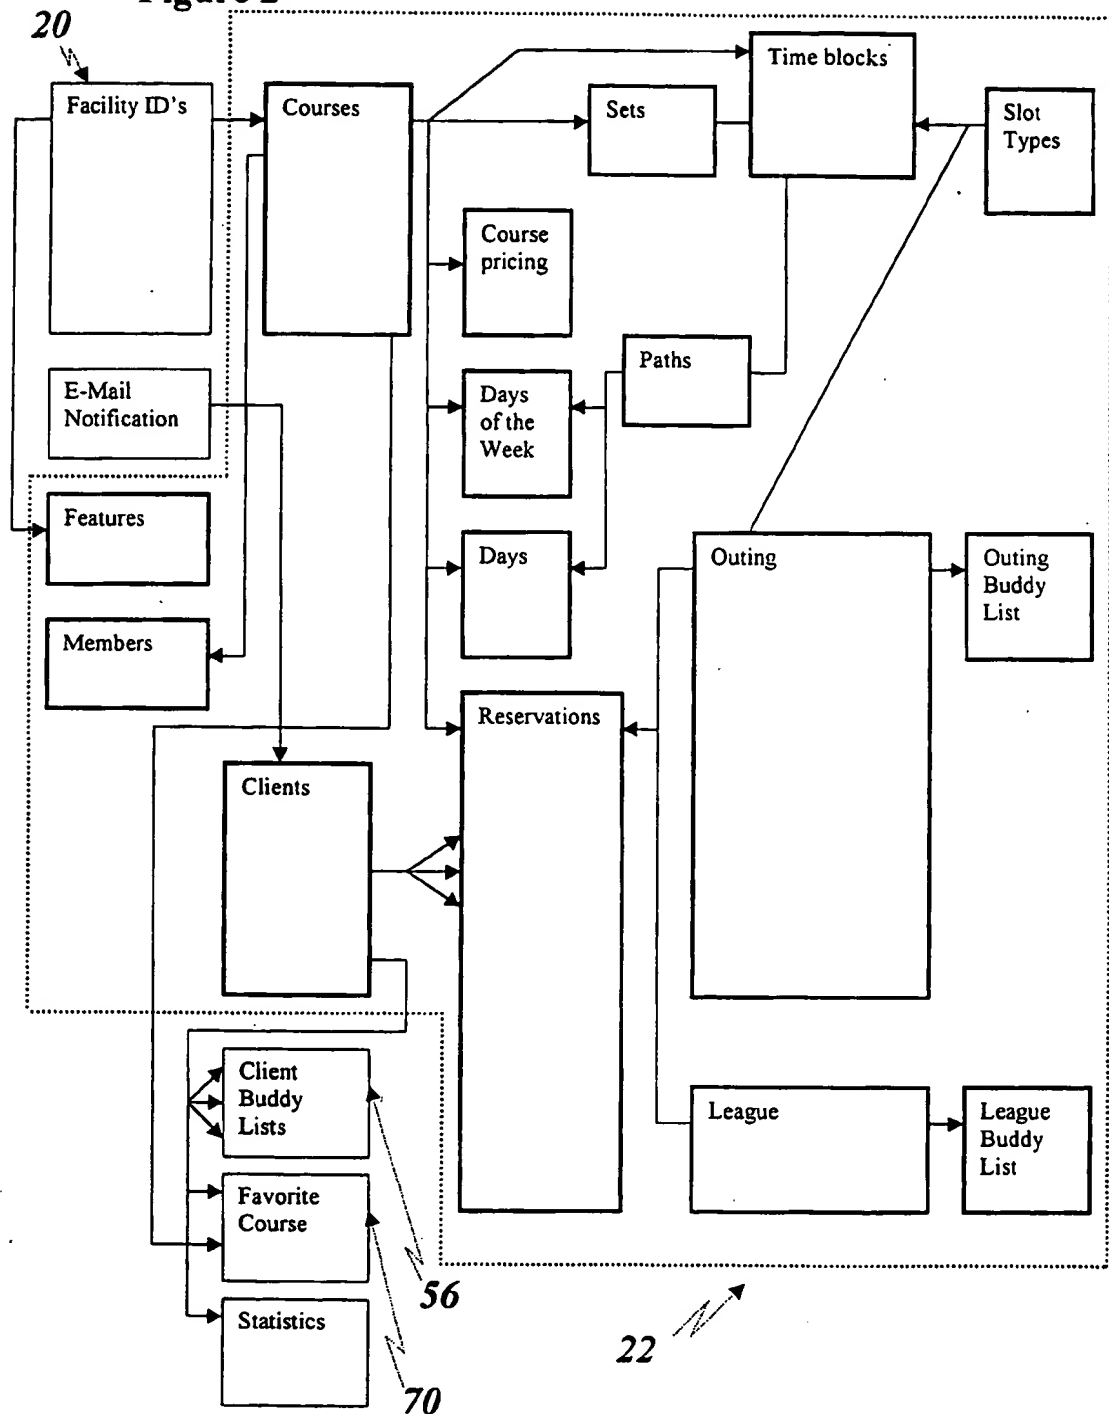 Figure 2
20
Facility ID's
Courses
Sets
Time blocks
Slot
Types
Course
pricing
Paths
E-Mail
Notification
Days
of the
Week
Features
Days
Outing
Outing
Buddy
List
Members
Reservations
Clients
Client
Buddy
Lists
League
League
Buddy
List
Favorite
Course
56
Statistics
22
70